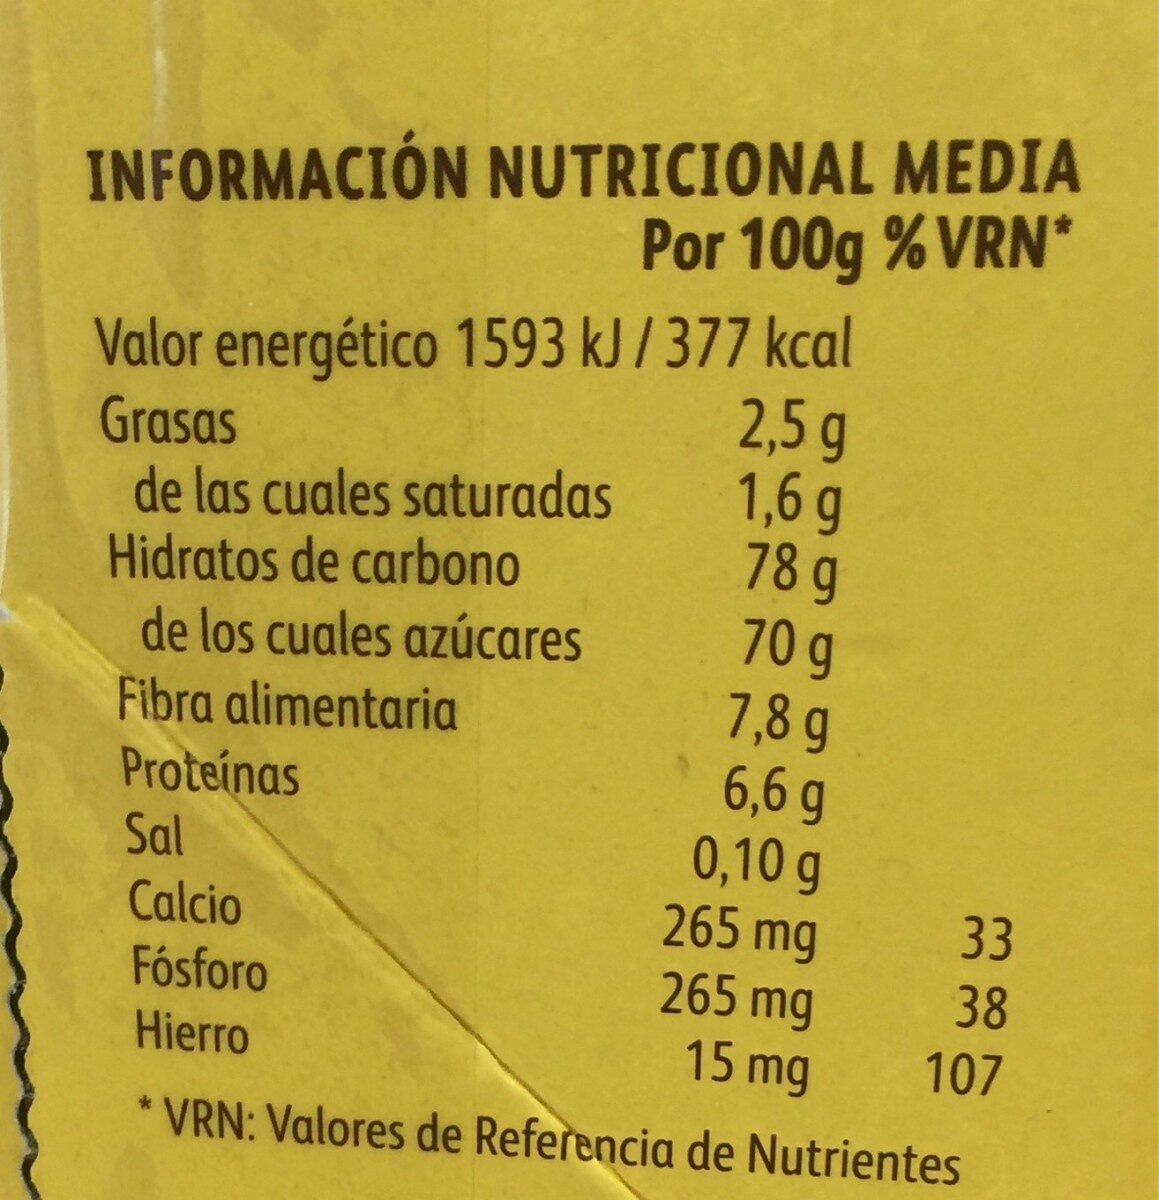 INFORMACIÓN NUTRICIONAL MEDIA
Por 100g % VRN*
Valor energético 1593 kJ / 377 kcal
Grasas 2,5 g
de las cuales saturadas 1,6 g
Hidratos de carbono 78 g
de los cuales azúcares 70 g
Fibra alimentaria 7,8 g
Proteínas 6,6 g
Sal 0,10 g
Calcio 265 mg 33
Fósforo 265 mg 38
Hierro 15 mg 107
* VRN: Valores de Referencia de Nutrientes